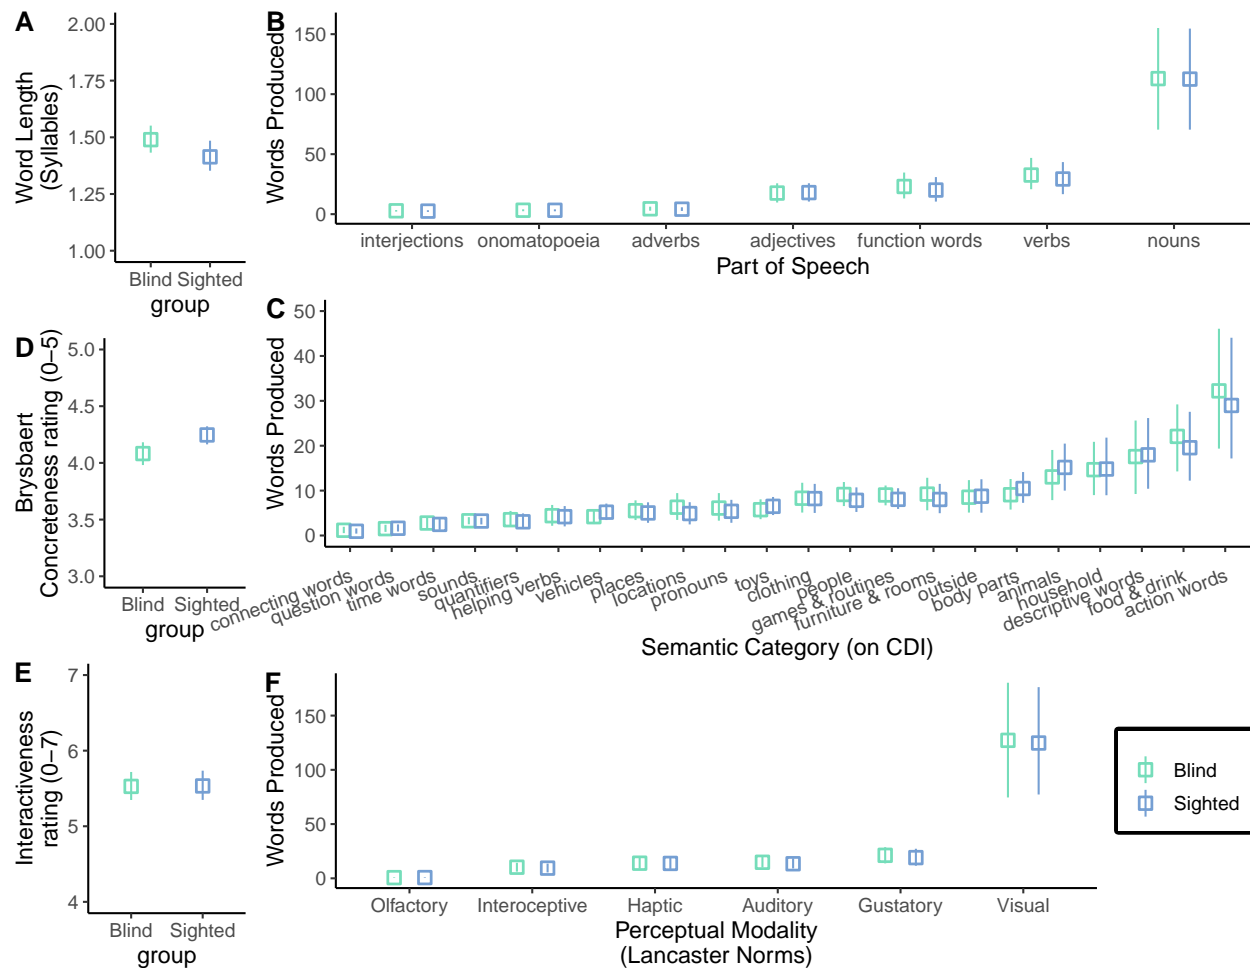 A
Word Length
(Syllables)
2.00
1.75
1.50
1.25
1.00
Blind Sighted
group
B
Words Produced
150
100
50
0
interjections onomatopoeia adverbs adjectives function words verbs nouns
Part of Speech
D
Brysbaert
Concreteness rating (0–5)
5.0
4.5
4.0
3.5
3.0
Blind Sighted
group
C
Words Produced
50
40
30
20
10
0
connecting words
question words
time words
sounds
quantifiers
helping verbs
vehicles
places
locations
pronouns
toys
clothing
people
games & routines
furniture & rooms
outside
body parts
animals
household
descriptive words
food & drink
action words
Semantic Category (on CDI)
E
Interactiveness
rating (0–7)
7
6
5
4
Blind Sighted
group
F
Words Produced
150
100
50
0
Olfactory Interoceptive Haptic Auditory Gustatory Visual
Perceptual Modality
(Lancaster Norms)
Blind
Sighted